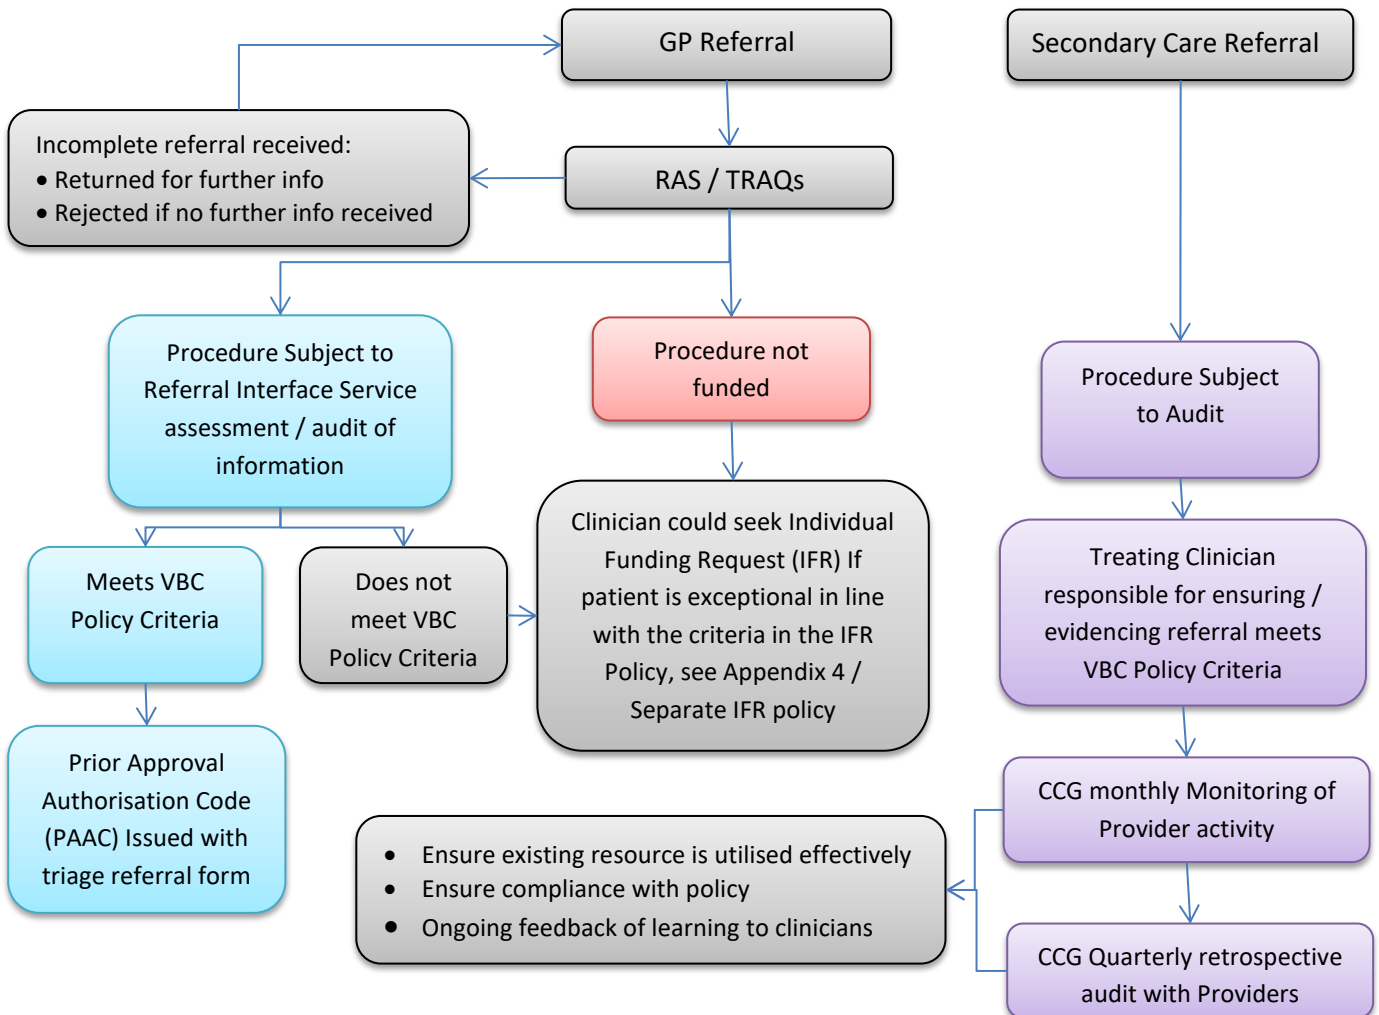 GP Referral
Secondary Care Referral
Incomplete referral received:
• Returned for further info
• Rejected if no further info received
RAS / TRAQs
Procedure Subject to
Referral Interface Service
assessment / audit of
information
Procedure not
funded
Procedure Subject
to Audit
Meets VBC
Policy Criteria
Does not
meet VBC
Policy Criteria
Clinician could seek Individual
Funding Request (IFR) If
patient is exceptional in line
with the criteria in the IFR
Policy, see Appendix 4 /
Separate IFR policy
Treating Clinician
responsible for ensuring /
evidencing referral meets
VBC Policy Criteria
Prior Approval
Authorisation Code
(PAAC) Issued with
triage referral form
CCG monthly Monitoring of
Provider activity
• Ensure existing resource is utilised effectively
• Ensure compliance with policy
• Ongoing feedback of learning to clinicians
CCG Quarterly retrospective
audit with Providers